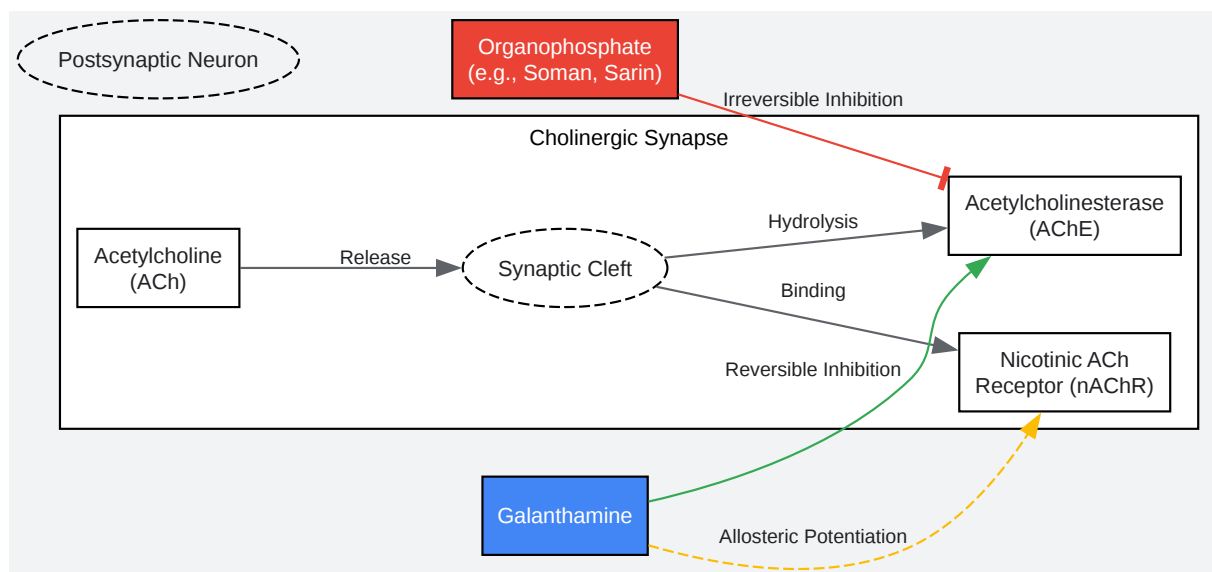 Postsynaptic Neuron
Organophosphate
(e.g., Soman, Sarin)
Irreversible Inhibition
Cholinergic Synapse
Acetylcholine
(ACh)
Release
Synaptic Cleft
Hydrolysis
Acetylcholinesterase
(AChE)
Binding
Nicotinic ACh
Receptor (nAChR)
Reversible Inhibition
Galanthamine
Allosteric Potentiation